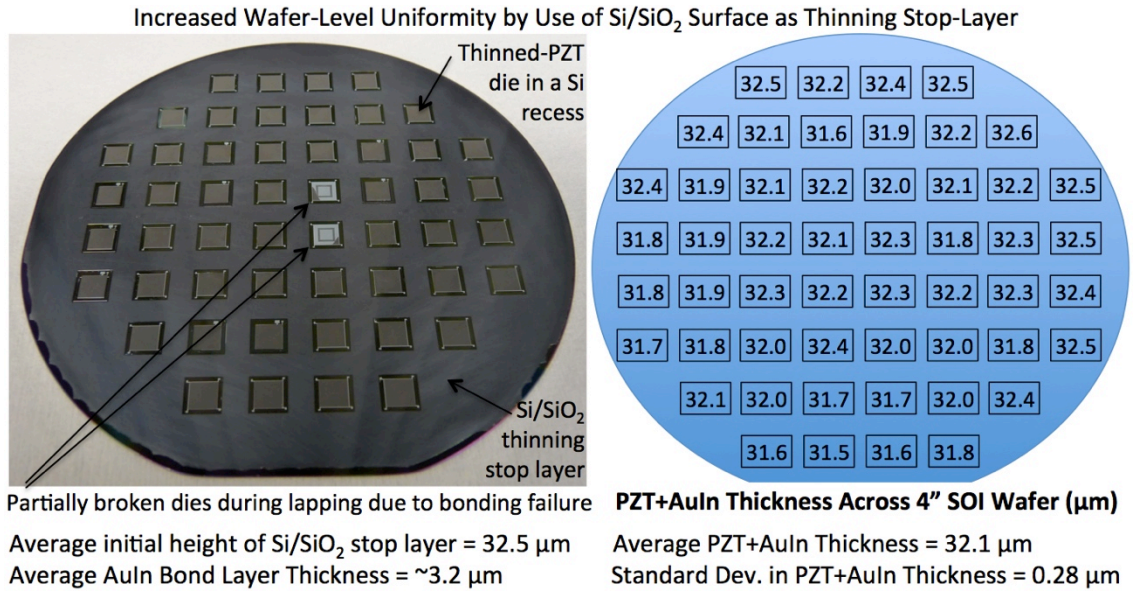 Increased Wafer-Level Uniformity by Use of Si/SiO₂ Surface as Thinning Stop-Layer
Thinned-PZT
die in a Si
recess
Si/SiO₂
thinning
stop layer
Partially broken dies during lapping due to bonding failure
Average initial height of Si/SiO₂ stop layer = 32.5 μm
Average AuIn Bond Layer Thickness = ~3.2 μm
32.5 32.2 32.4 32.5
32.4 32.1 31.6 31.9 32.2 32.6
32.4 31.9 32.1 32.2 32.0 32.1 32.2 32.5
31.8 31.9 32.2 32.1 32.3 31.8 32.3 32.5
31.8 31.9 32.3 32.2 32.3 32.2 32.3 32.4
31.7 31.8 32.0 32.4 32.0 32.0 31.8 32.5
32.1 32.0 31.7 31.7 32.0 32.4
31.6 31.5 31.6 31.8
PZT+AuIn Thickness Across 4” SOI Wafer (μm)
Average PZT+AuIn Thickness = 32.1 μm
Standard Dev. in PZT+AuIn Thickness = 0.28 μm